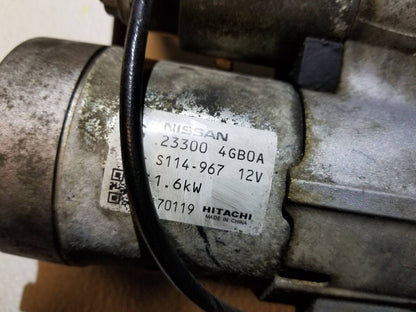 NISSAN
23300 4GB0A
S114-967 12V
1.6kW
70119 HITACHI
MADE IN CHINA